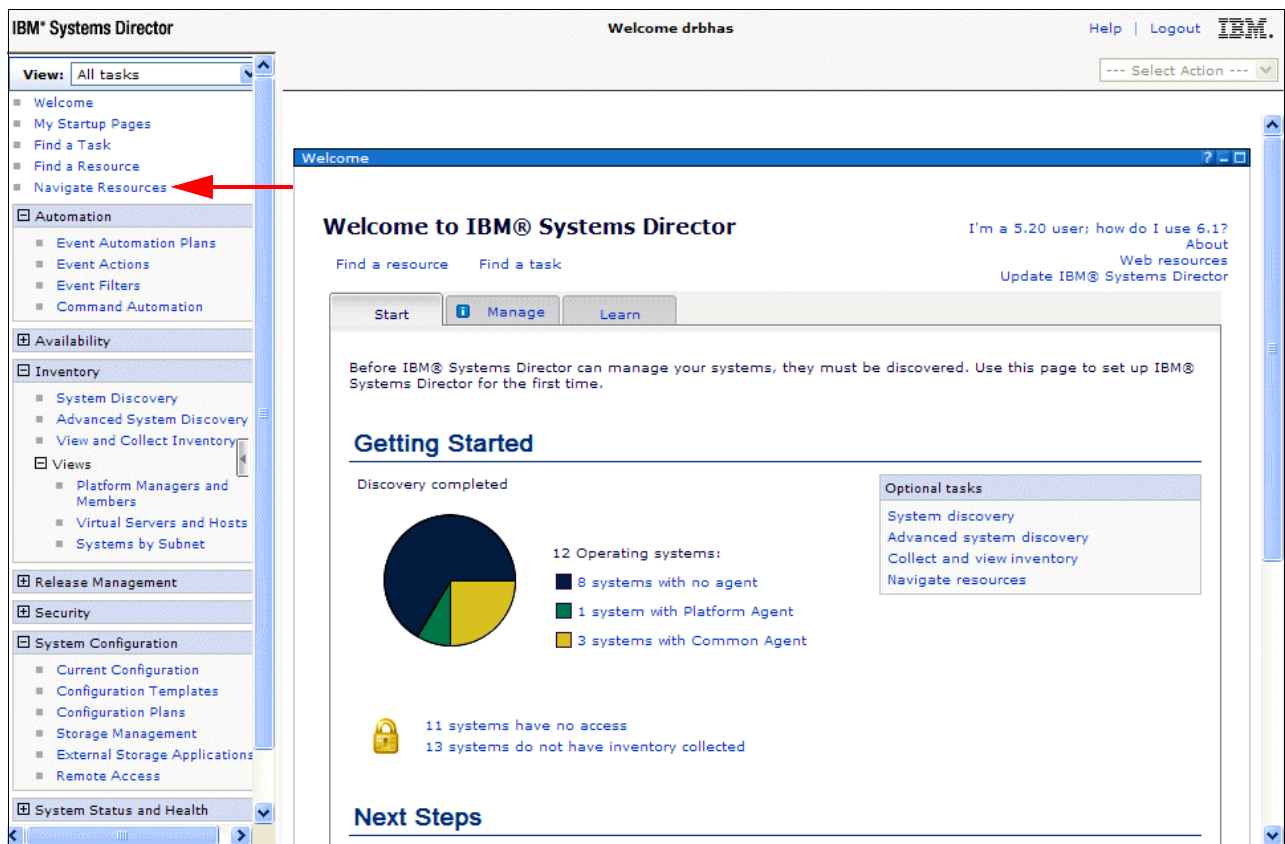 IBM® Systems Director
Welcome drbhas
Help | Logout
IBM.
View: All tasks
--- Select Action ---
Welcome
My Startup Pages
Find a Task
Find a Resource
Navigate Resources
Automation
Event Automation Plans
Event Actions
Event Filters
Command Automation
Availability
Inventory
System Discovery
Advanced System Discovery
View and Collect Inventory
Views
Platform Managers and
Members
Virtual Servers and Hosts
Systems by Subnet
Release Management
Security
System Configuration
Current Configuration
Configuration Templates
Configuration Plans
Storage Management
External Storage Applications
Remote Access
System Status and Health
Welcome
Welcome to IBM® Systems Director
I'm a 5.20 user; how do I use 6.1?
About
Web resources
Update IBM® Systems Director
Find a resource Find a task
Start Manage Learn
Before IBM® Systems Director can manage your systems, they must be discovered. Use this page to set up IBM®
Systems Director for the first time.
Getting Started
Discovery completed
12 Operating systems:
8 systems with no agent
1 system with Platform Agent
3 systems with Common Agent
Optional tasks
System discovery
Advanced system discovery
Collect and view inventory
Navigate resources
11 systems have no access
13 systems do not have inventory collected
Next Steps